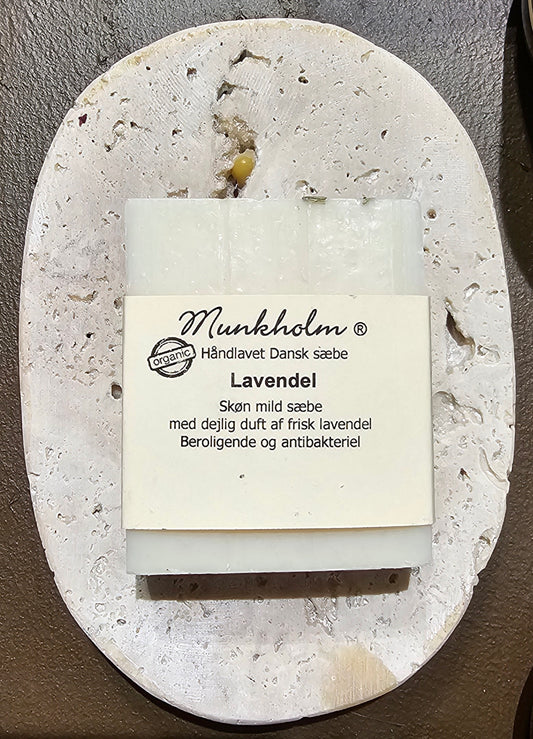 Munkholm ®
organic
Håndlavet Dansk sæbe
Lavendel
Skøn mild sæbe
med dejlig duft af frisk lavendel
Beroligende og antibakteriel